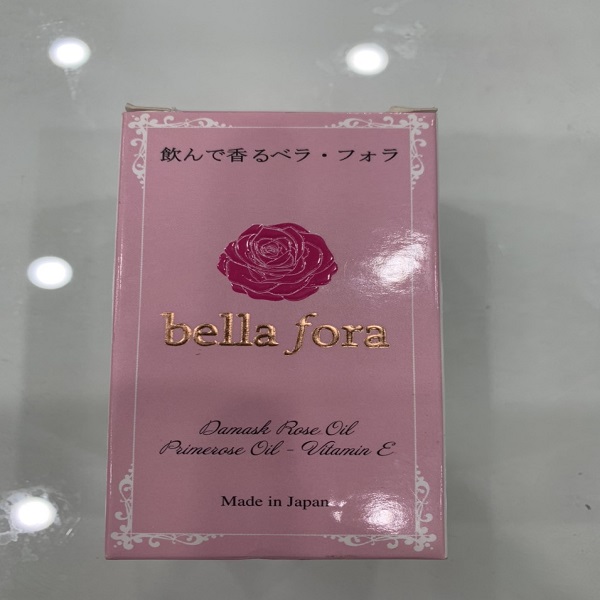 飲んで香るベラ・フォラ
bella fora
Damask Rose Oil
Primerose Oil - Vitamin E
Made in Japan